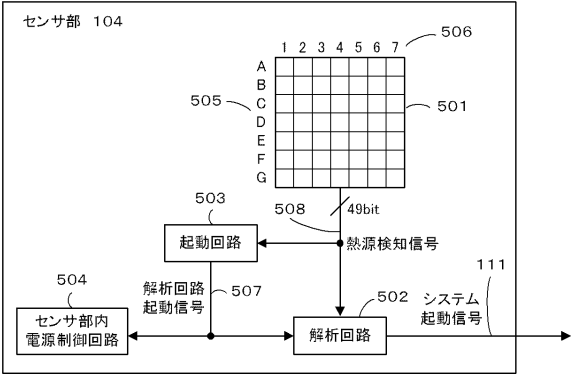 センサ部 104
1 2 3 4 5 6 7
506
A
B
C
D
E
F
G
505
501
503
508
49bit
起動回路
熱源検知信号
504
解析回路
起動信号
507
502
システム
起動信号
111
センサ部内
電源制御回路
解析回路